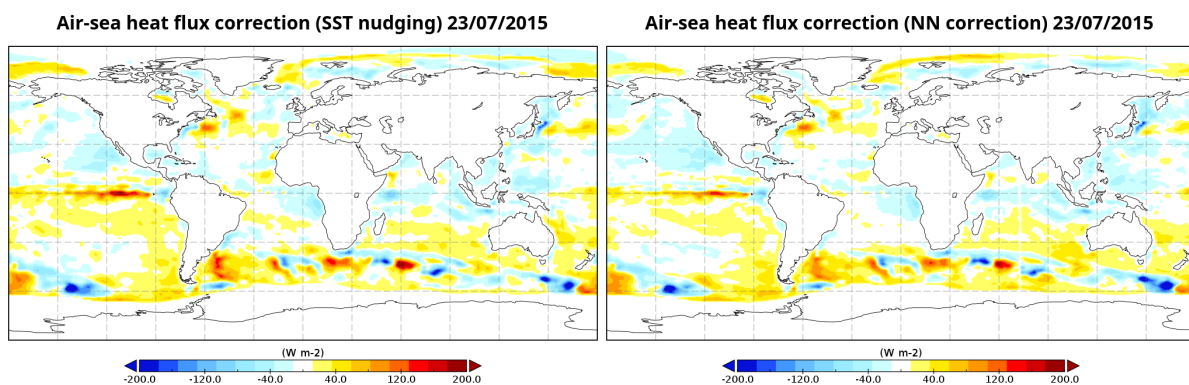 Air-sea heat flux correction (SST nudging) 23/07/2015
Air-sea heat flux correction (NN correction) 23/07/2015
(W m-2)
-200.0 -120.0 -40.0 40.0 120.0 200.0
(W m-2)
-200.0 -120.0 -40.0 40.0 120.0 200.0